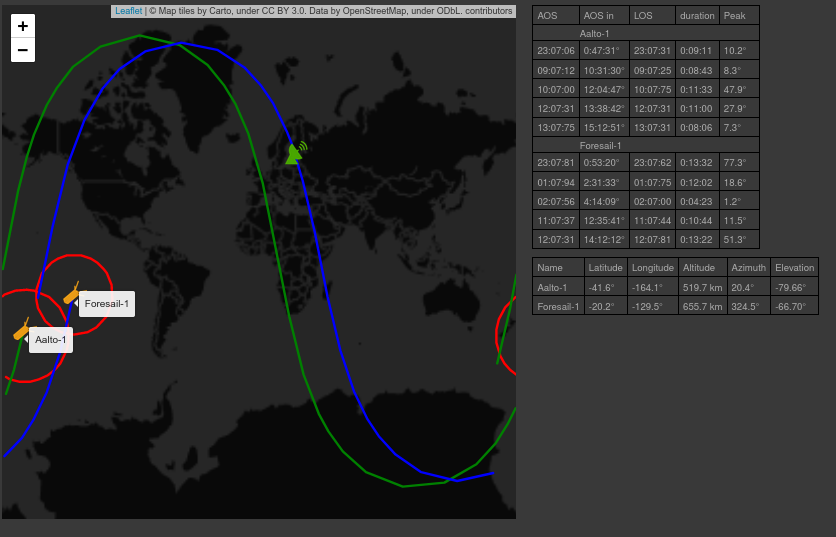 +
−
Leaflet | © Map tiles by Carto, under CC BY 3.0. Data by OpenStreetMap, under ODbL. contributors
Foresail-1
Aalto-1
AOS AOS in LOS duration Peak
Aalto-1
23:07:06 0:47:31° 23:07:31 0:09:11 10.2°
09:07:12 10:31:30° 09:07:25 0:08:43 8.3°
10:07:00 12:04:47° 10:07:75 0:11:33 47.9°
12:07:31 13:38:42° 12:07:31 0:11:00 27.9°
13:07:75 15:12:51° 13:07:31 0:08:06 7.3°
Foresail-1
23:07:81 0:53:20° 23:07:62 0:13:32 77.3°
01:07:94 2:31:33° 01:07:75 0:12:02 18.6°
02:07:56 4:14:09° 02:07:00 0:04:23 1.2°
11:07:37 12:35:41° 11:07:44 0:10:44 11.5°
12:07:31 14:12:12° 12:07:81 0:13:22 51.3°
Name Latitude Longitude Altitude Azimuth Elevation
Aalto-1 -41.6° -164.1° 519.7 km 20.4° -79.66°
Foresail-1 -20.2° -129.5° 655.7 km 324.5° -66.70°